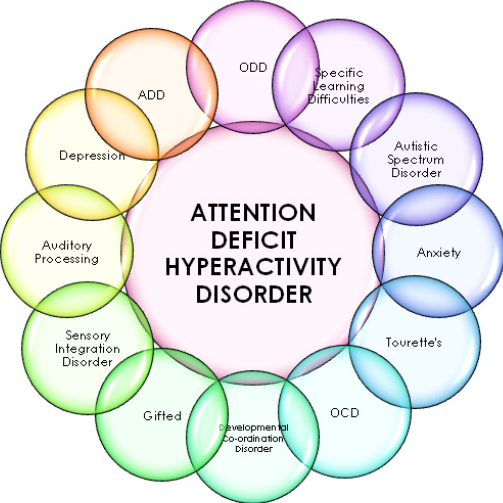 ODD
Specific
Learning
Difficulties
Autistic
Spectrum
Disorder
Anxiety
Tourette's
OCD
Developmental
Co-ordination
Disorder
Gifted
Sensory
Integration
Disorder
Auditory
Processing
Depression
ADD
ATTENTION
DEFICIT
HYPERACTIVITY
DISORDER